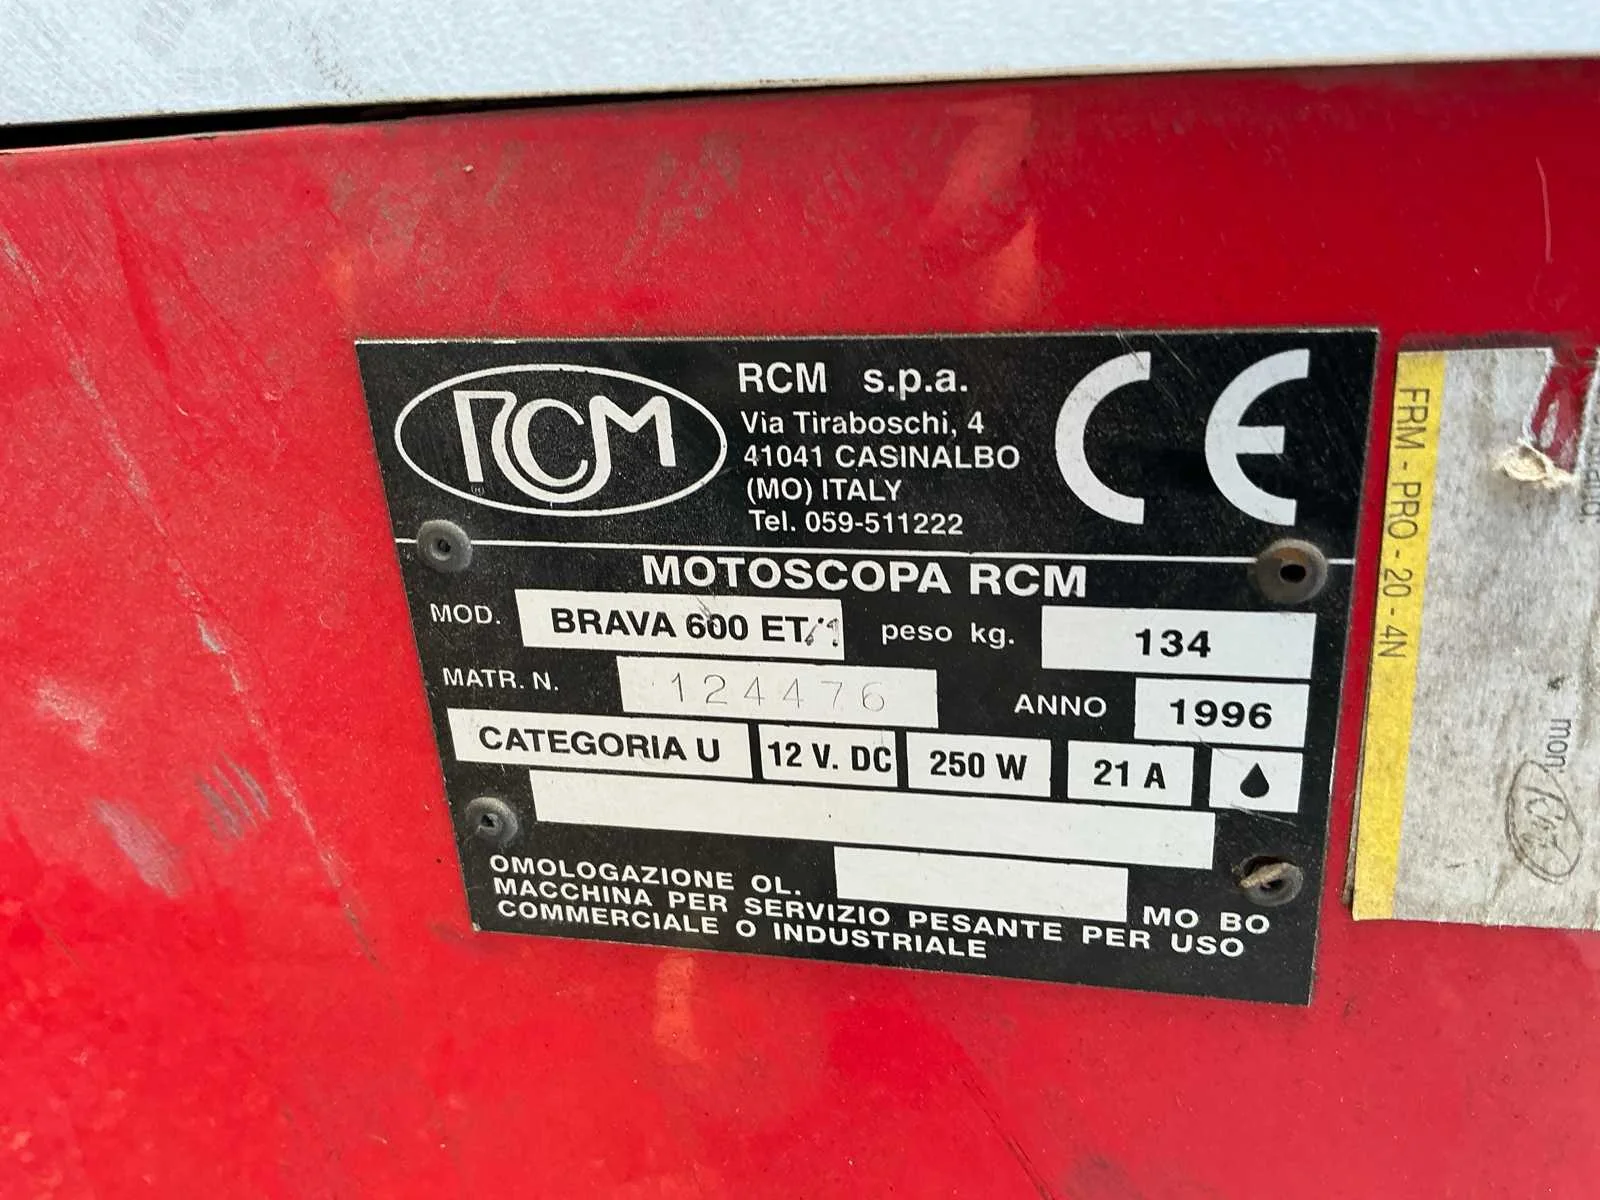 RCM
RCM s.p.a.
Via Tiraboschi, 4
41041 CASINALBO
(MO) ITALY
Tel. 059-511222
CE
MOTOSCOPA RCM
MOD. BRAVA 600 ET peso kg. 134
MATR. N. 124476 ANNO 1996
CATEGORIA U 12 V. DC 250 W 21 A
OMOLOGAZIONE OL. MO BO
MACCHINA PER SERVIZIO PESANTE PER USO
COMMERCIALE O INDUSTRIALE
FRM - PRO - 20 - 4N
mon.